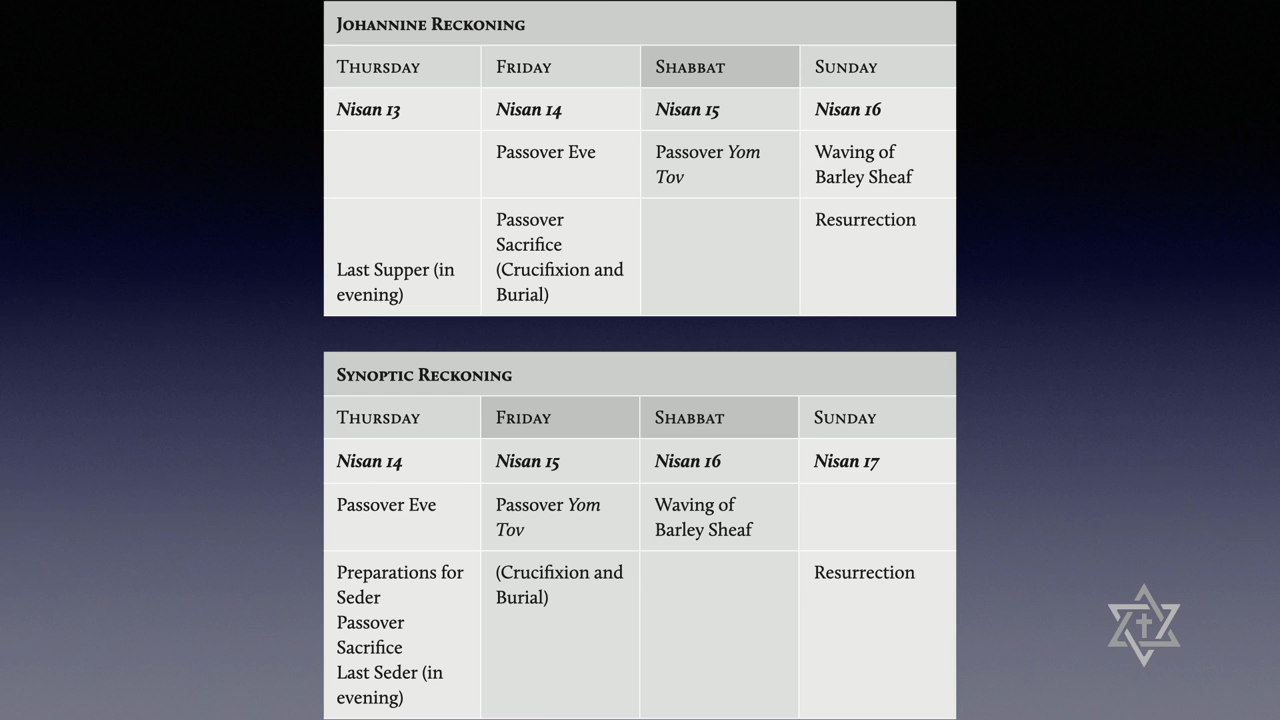 Johannine Reckoning
Thursday
Friday
Shabbat
Sunday
Nisan 13
Nisan 14
Nisan 15
Nisan 16
Passover Eve
Passover Yom
Tov
Waving of
Barley Sheaf
Last Supper (in
evening)
Passover
Sacrifice
(Crucifixion and
Burial)
Resurrection
Synoptic Reckoning
Thursday
Friday
Shabbat
Sunday
Nisan 14
Nisan 15
Nisan 16
Nisan 17
Passover Eve
Passover Yom
Tov
Waving of
Barley Sheaf
Preparations for
Seder
Passover
Sacrifice
Last Seder (in
evening)
(Crucifixion and
Burial)
Resurrection